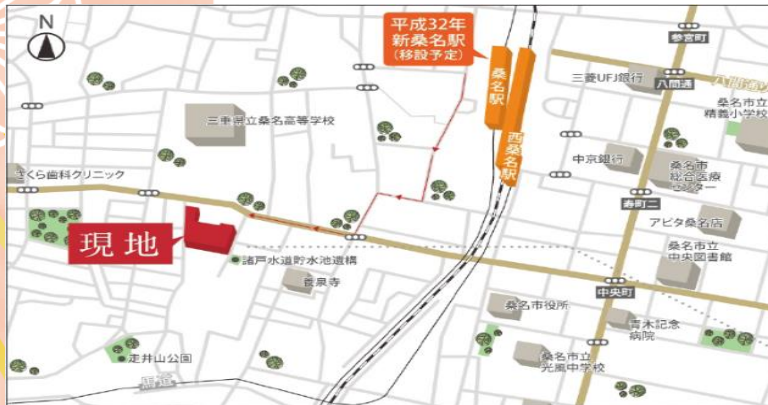 N
平成32年
新桑名駅
(移設予定)
桑名駅
西桑名駅
参宮町
三菱UFJ銀行
八間通
八間通り
桑名市立
精義小学校
三重県立桑名高等学校
さくら歯科クリニック
中京銀行
桑名市
総合医療
センター
寿町二
アピタ桑名店
桑名市立
中央図書館
現地
諸戸水道貯水池遺構
養泉寺
中央町
桑名市役所
青木記念
病院
桑名市立
光風中学校
走井山公園